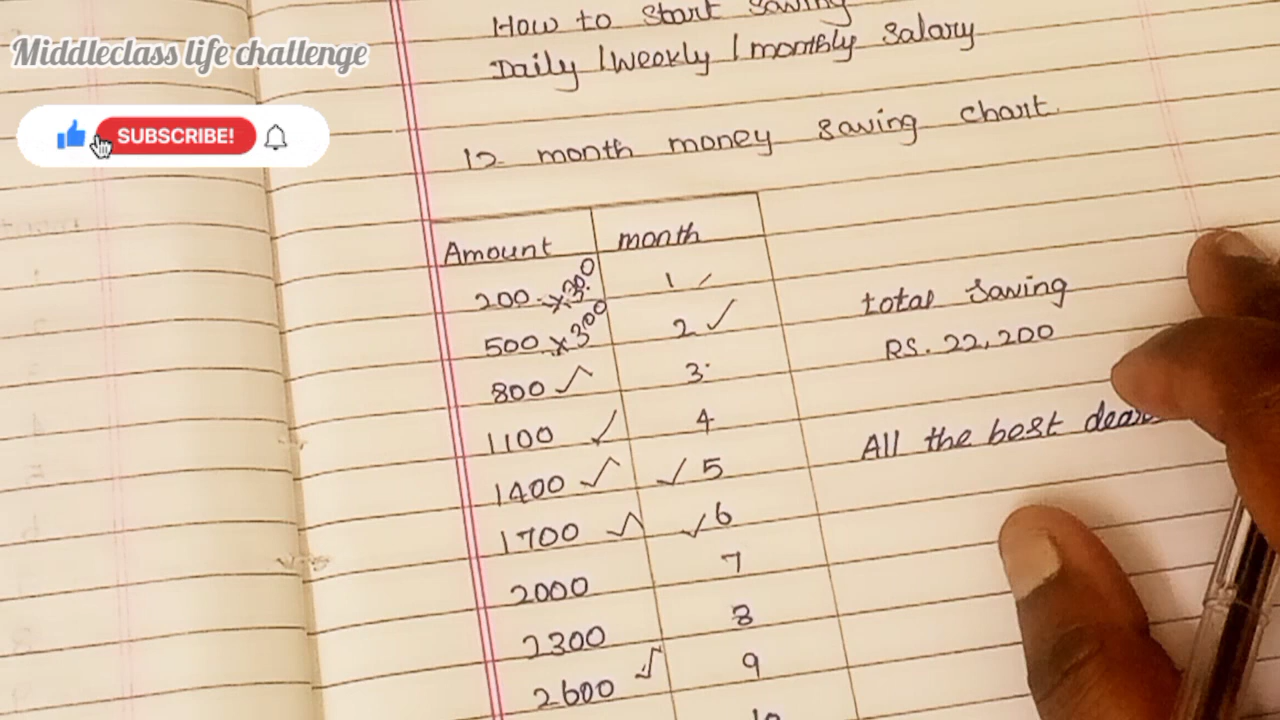 Middleclass life challenge
SUBSCRIBE!
How to start saving
Daily / Weekly / monthly salary
12 month money saving chart
Amount month
200 x 300 1 ✓
500 x 300 2 ✓
800 ✓ 3
1100 ✓ 4
1400 ✓ ✓ 5
1700 ✓ ✓ 6
2000 7
2300 8
2600 ✓ 9
10
total saving
RS. 22,200
All the best